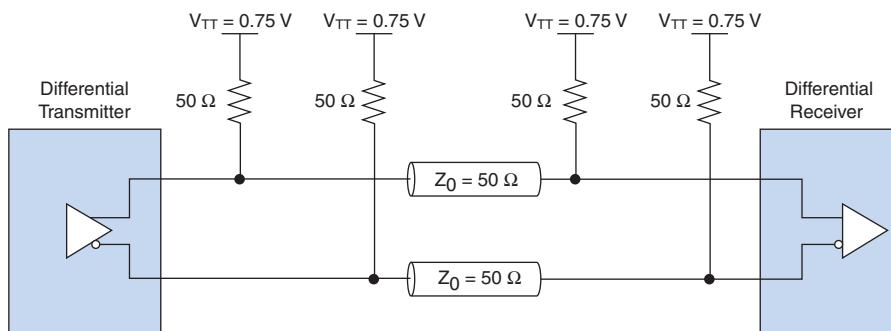 V_TT = 0.75 V V_TT = 0.75 V V_TT = 0.75 V V_TT = 0.75 V
Differential
Transmitter
50 Ω 50 Ω 50 Ω 50 Ω
Differential
Receiver
Z_0 = 50 Ω
Z_0 = 50 Ω